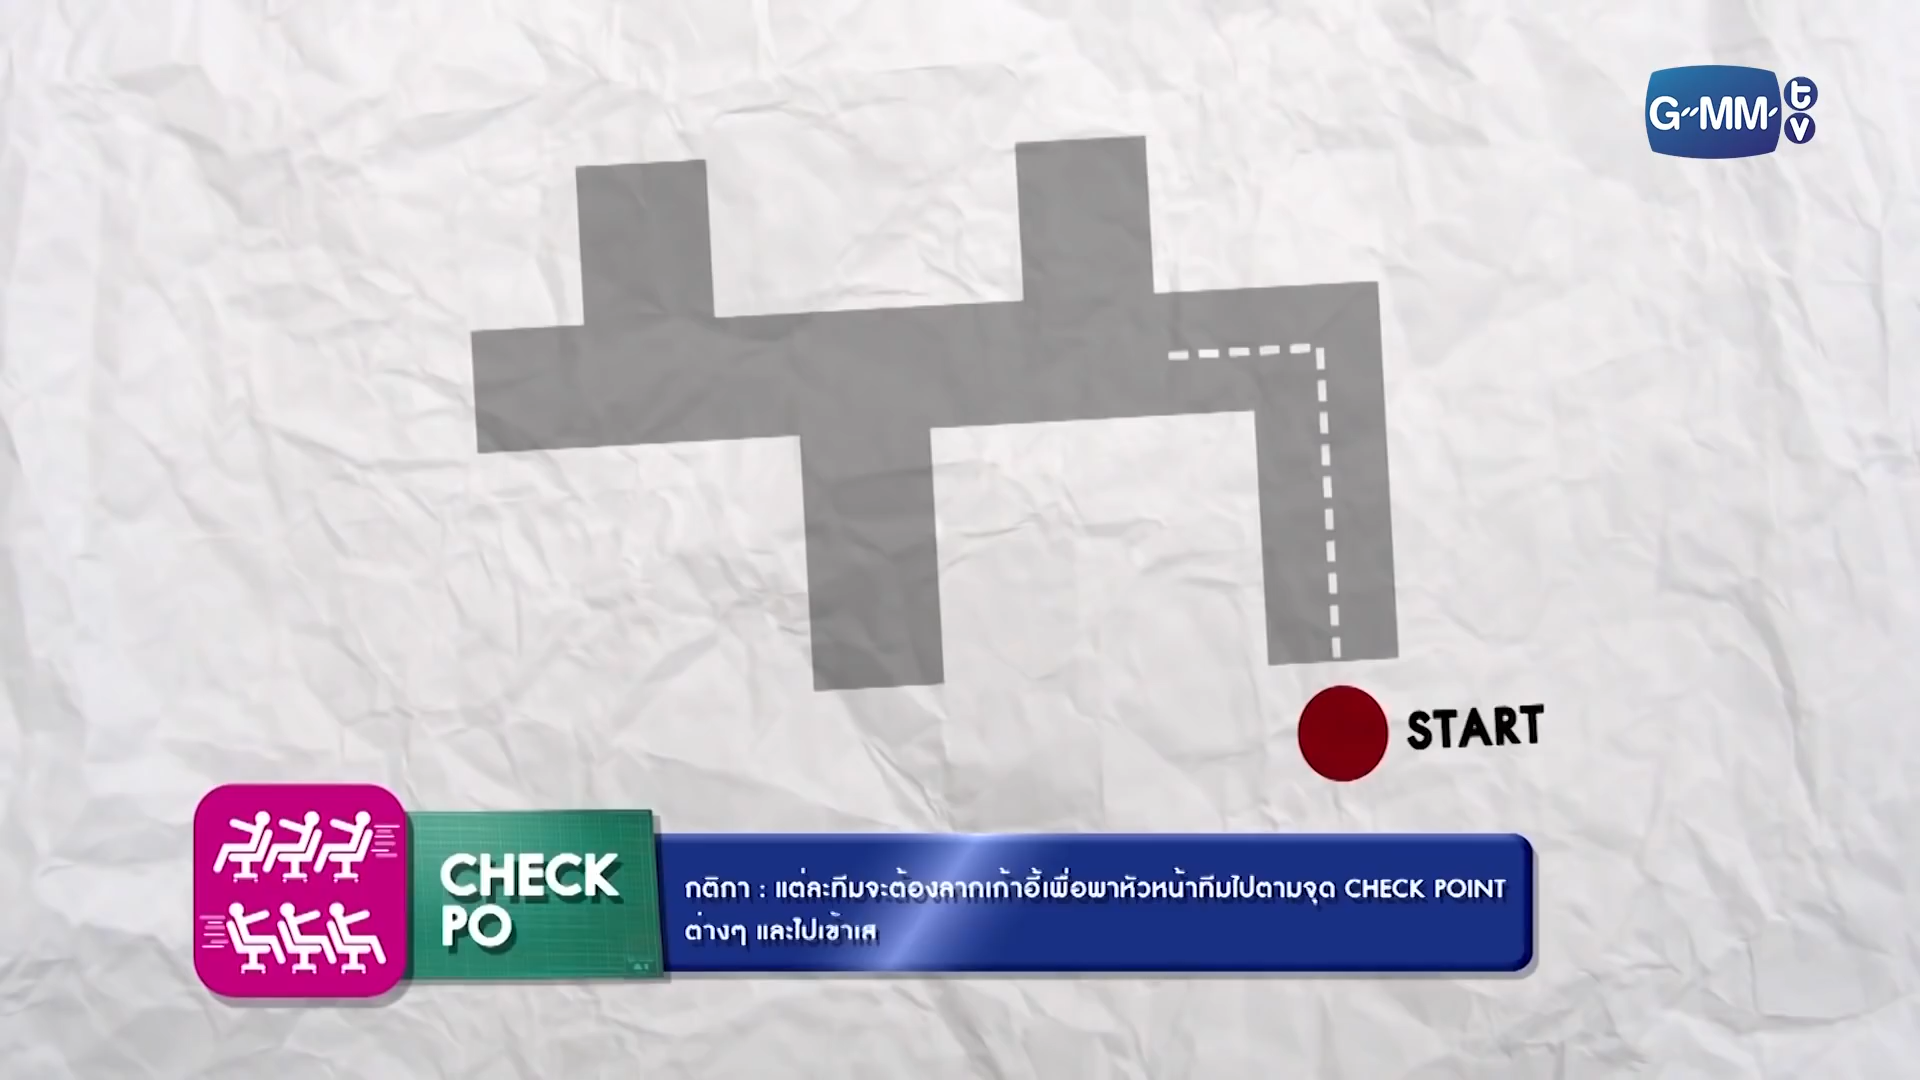 GMM
tv
START
CHECK
PO
กติกา : แต่ละทีมจะต้องลากเก้าอี้เพื่อพาหัวหน้าทีมไปตามจุด CHECK POINT
ต่างๆ และไปเข้าเส